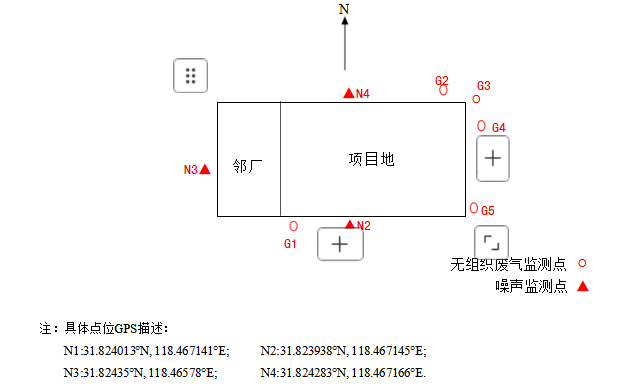 N
G2
G3
N4
G4
邻厂
项目地
N3
G5
N2
G1
无组织废气监测点
噪声监测点
注：具体点位GPS描述：
N1:31.824013°N, 118.467141°E; N2:31.823938°N, 118.467145°E;
N3:31.82435°N, 118.46578°E; N4:31.824283°N, 118.467166°E.